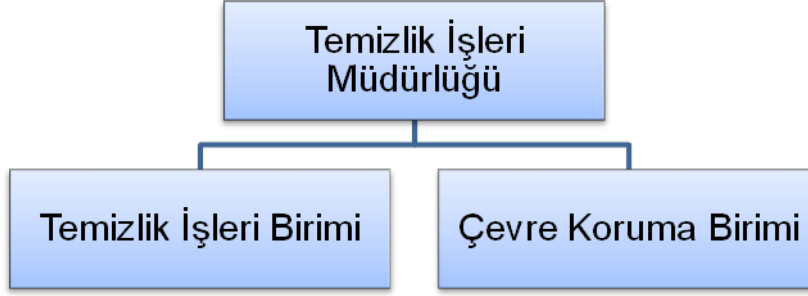 Temizlik İşleri
Müdürlüğü
Temizlik İşleri Birimi
Çevre Koruma Birimi